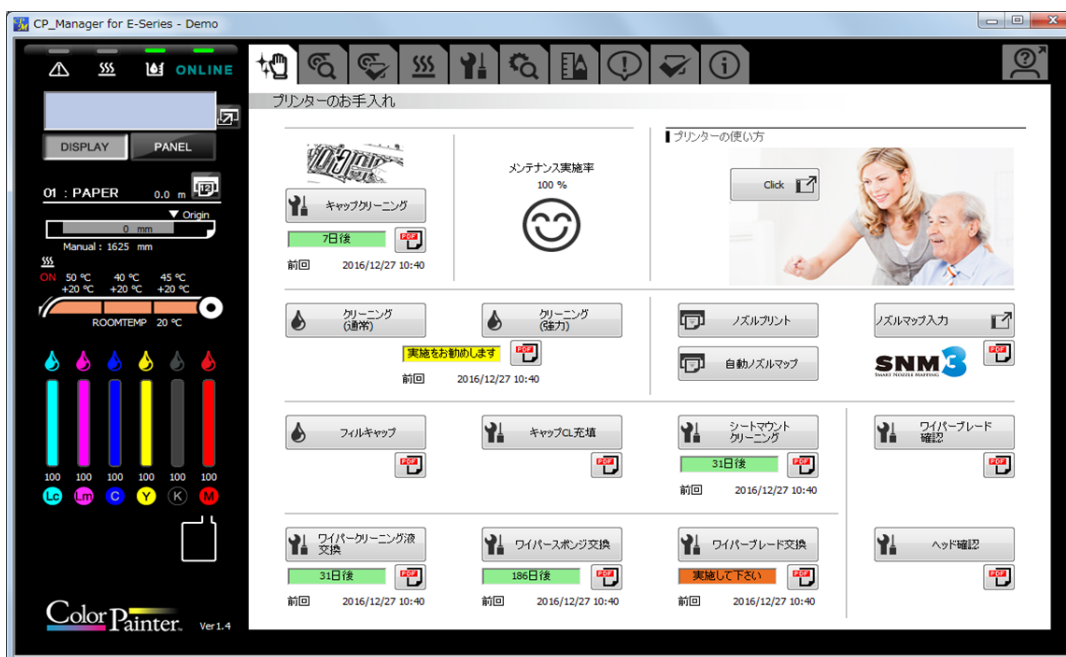 CP_Manager for E-Series - Demo
ONLINE
DISPLAY
PANEL
01 : PAPER
0.0 m
12
Origin
0 mm
Manual : 1625 mm
ON
50 ℃ 40 ℃ 45 ℃
+20 ℃ +20 ℃ +20 ℃
ROOMTEMP 20 ℃
100 100 100 100 100 100
Lc Lm C Y K M
Color Painter. Ver1.4
プリンターのお手入れ
キャップクリーニング
7日後
PDF
前回 2016/12/27 10:40
メンテナンス実施率
100 %
プリンターの使い方
Click
クリーニング
(通常)
クリーニング
(強力)
実施をお勧めします
PDF
前回 2016/12/27 10:40
ノズルプリント
ノズルマップ入力
自動ノズルマップ
SNM3
SMART NOZZLE MAPPING
PDF
フィルキャップ
PDF
キャップCL充填
PDF
シートマウント
クリーニング
31日後
PDF
前回 2016/12/27 10:40
ワイパーブレード
確認
PDF
ワイパークリーニング液
交換
31日後
PDF
前回 2016/12/27 10:40
ワイパースポンジ交換
186日後
PDF
前回 2016/12/27 10:40
ワイパーブレード交換
実施して下さい
PDF
前回 2016/12/27 10:40
ヘッド確認
PDF